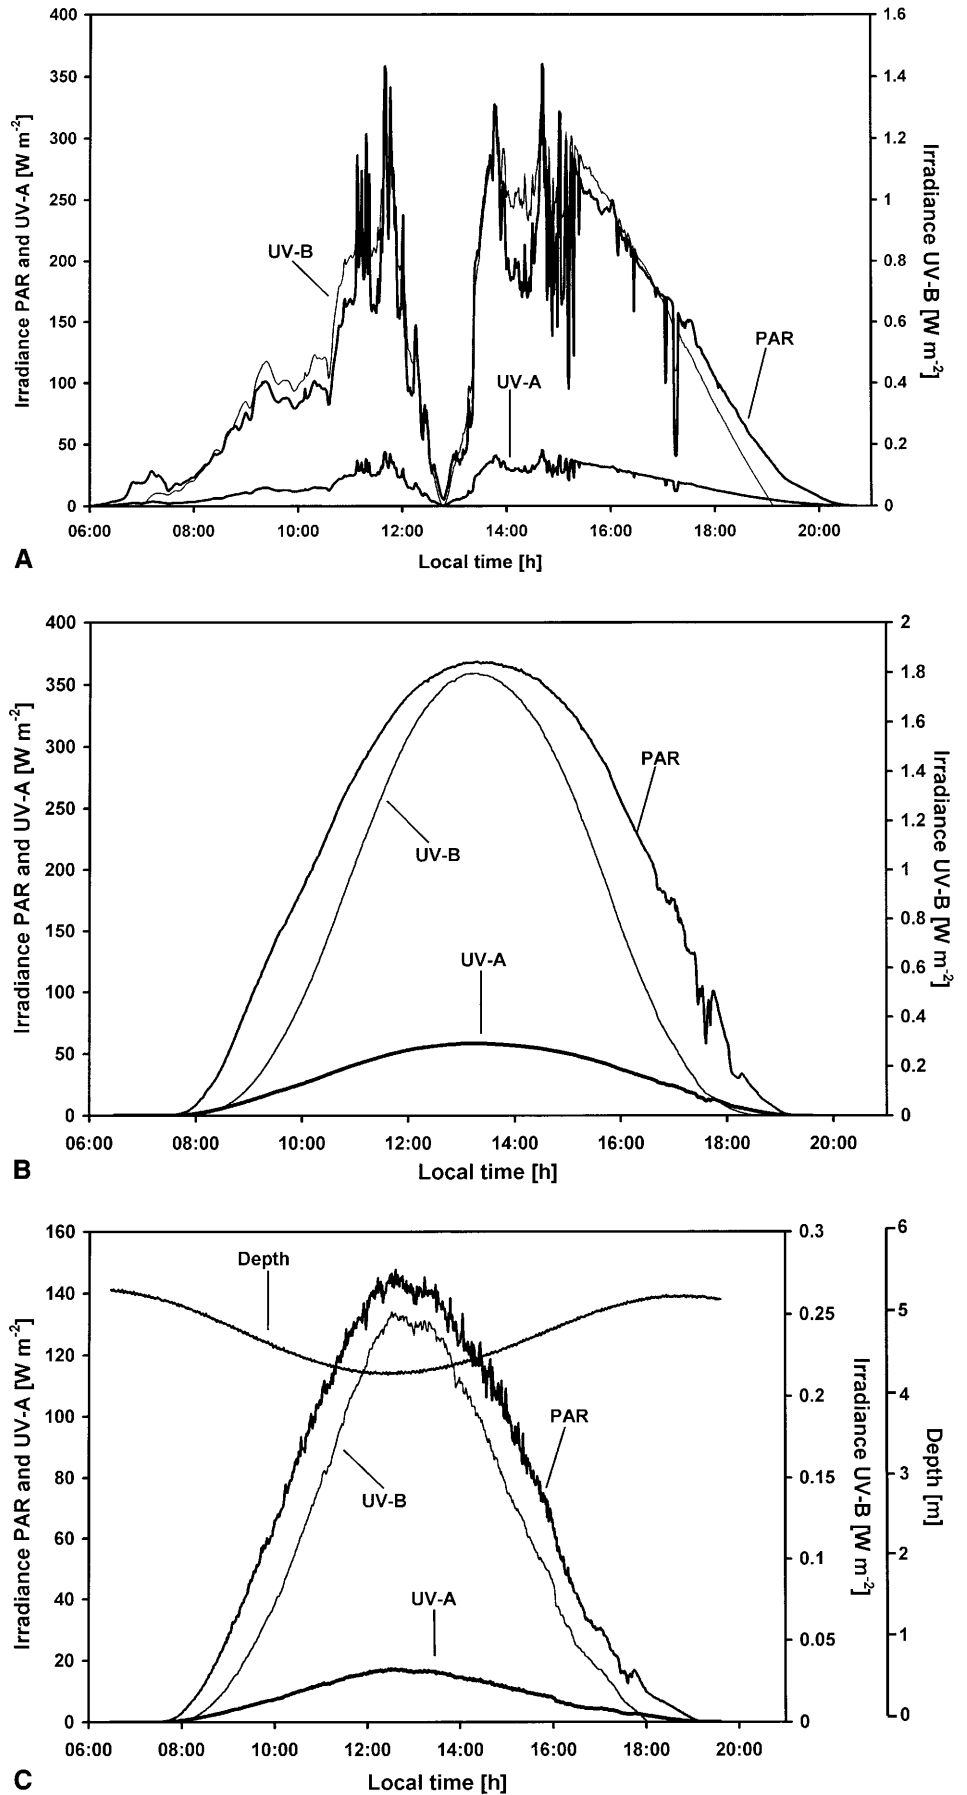 400
350
300
250
200
150
100
50
0
Irradiance PAR and UV-A [W m-2]
1.6
1.4
1.2
1
0.8
0.6
0.4
0.2
0
Irradiance UV-B [W m-2]
UV-B
PAR
UV-A
06:00 08:00 10:00 12:00 14:00 16:00 18:00 20:00
Local time [h]
A
400
350
300
250
200
150
100
50
0
Irradiance PAR and UV-A [W m-2]
2
1.8
1.6
1.4
1.2
1
0.8
0.6
0.4
0.2
0
Irradiance UV-B [W m-2]
PAR
UV-B
UV-A
06:00 08:00 10:00 12:00 14:00 16:00 18:00 20:00
Local time [h]
B
160
140
120
100
80
60
40
20
0
Irradiance PAR and UV-A [W m-2]
0.3
0.25
0.2
0.15
0.1
0.05
0
Irradiance UV-B [W m-2]
6
5
4
3
2
1
0
Depth [m]
Depth
PAR
UV-B
UV-A
06:00 08:00 10:00 12:00 14:00 16:00 18:00 20:00
Local time [h]
C